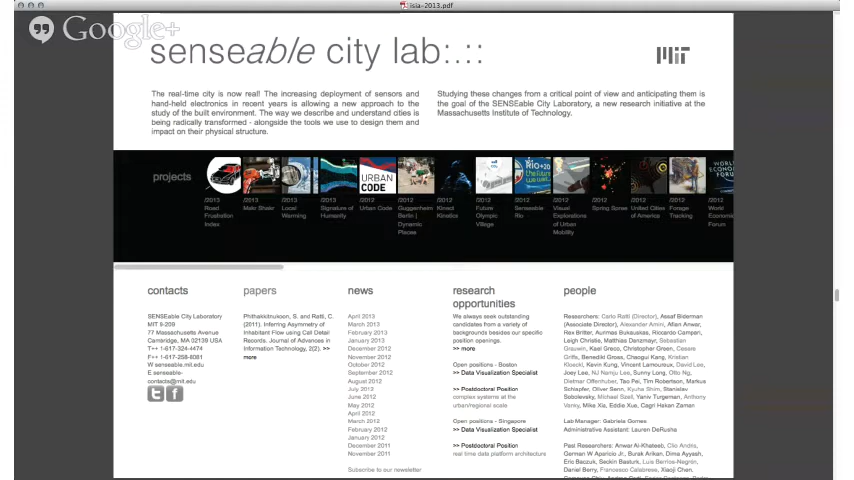 isia-2013.pdf
Google+
senseable city lab:.::
MIT
The real-time city is now real! The increasing deployment of sensors and
hand-held electronics in recent years is allowing a new approach to the
study of the built environment. The way we describe and understand cities is
being radically transformed - alongside the tools we use to design them and
impact on their physical structure.
Studying these changes from a critical point of view and anticipating them is
the goal of the SENSEable City Laboratory, a new research initiative at the
Massachusetts Institute of Technology.
projects
URBAN
CODE
RIO+20
WORLD
ECONOMIC
FORUM
/2013
Road
Frustration
Index
/2013
Makr Shakr
/2013
Local
Warming
/2013
Signature of
Humanity
/2012
Urban Code
/2012
Guggenheim
Berlin |
Dynamic
Places
/2012
Kinect
Kinetics
/2012
Future
Olympic
Village
/2012
Senseable
Rio
/2012
Visual
Explorations
of Urban
Mobility
/2012
Spring Spree
/2012
United Cities
of America
/2012
Forage
Tracking
/2012
World
Economic
Forum
contacts
SENSEable City Laboratory
MIT 9-209
77 Massachusetts Avenue
Cambridge, MA 02139 USA
T++ 1-617-324-4474
F++ 1-617-258-8081
W senseable.mit.edu
E senseable-
contacts@mit.edu
papers
Phithakkitnukoon, S. and Ratti, C.
(2011). Inferring Asymmetry of
Inhabitant Flow using Call Detail
Records. Journal of Advances in
Information Technology, 2(2). >>
more
news
April 2013
March 2013
February 2013
January 2013
December 2012
November 2012
October 2012
September 2012
August 2012
July 2012
June 2012
May 2012
April 2012
March 2012
February 2012
January 2012
December 2011
November 2011
Subscribe to our newsletter
research
opportunities
We always seek outstanding
candidates from a variety of
backgrounds besides our specific
position openings.
>> more
Open positions - Boston
>> Data Visualization Specialist
>> Postdoctoral Position
complex systems at the
urban/regional scale
Open positions - Singapore
>> Data Visualization Specialist
>> Postdoctoral Position
real time data platform architecture
people
Researchers: Carlo Ratti (Director), Assaf Biderman
(Associate Director), Alexander Amini, Afian Anwar,
Rex Britter, Aurimas Bukauskas, Riccardo Campari,
Leigh Christie, Matthias Danzmayr, Sebastian
Grauwin, Kael Greco, Christopher Green, Cesare
Griffa, Benedikt Gross, Chaogui Kang, Kristian
Kloeckl, Kevin Kung, Vincent Lamouroux, David Lee,
Joey Lee, NJ Namju Lee, Sunny Long, Otto Ng,
Dietmar Offenhuber, Tao Pei, Tim Robertson, Markus
Schlapfer, Oliver Senn, Kyuha Shim, Stanislav
Sobolevsky, Michael Szell, Yaniv Turgeman, Anthony
Vanky, Mike Xia, Eddie Xue, Cagri Hakan Zaman
Lab Manager: Gabriela Gomes
Administrative Assistant: Lauren DeRusha
Past Researchers: Anwar Al-Khateeb, Clio Andris,
German W Aparicio Jr., Burak Arikan, Dima Ayyash,
Eric Baczuk, Seckin Basturk, Luis Berríos-Negrón,
Daniel Berry, Francesco Calabrese, Xiaoji Chen,